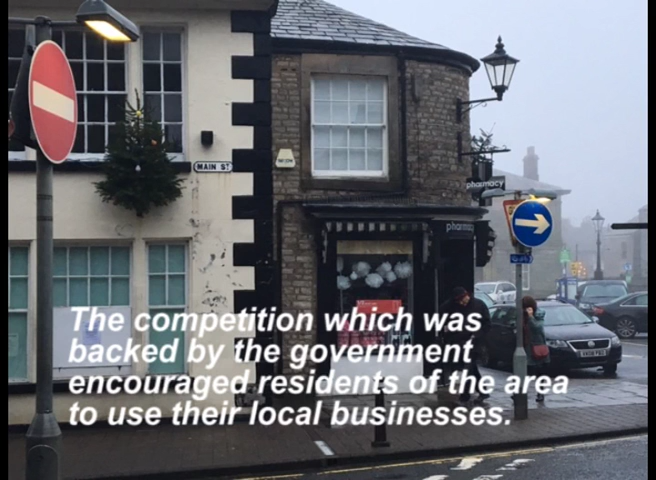 MAIN ST
pharmacy
pharmacy
The competition which was
backed by the government
encouraged residents of the area
to use their local businesses.